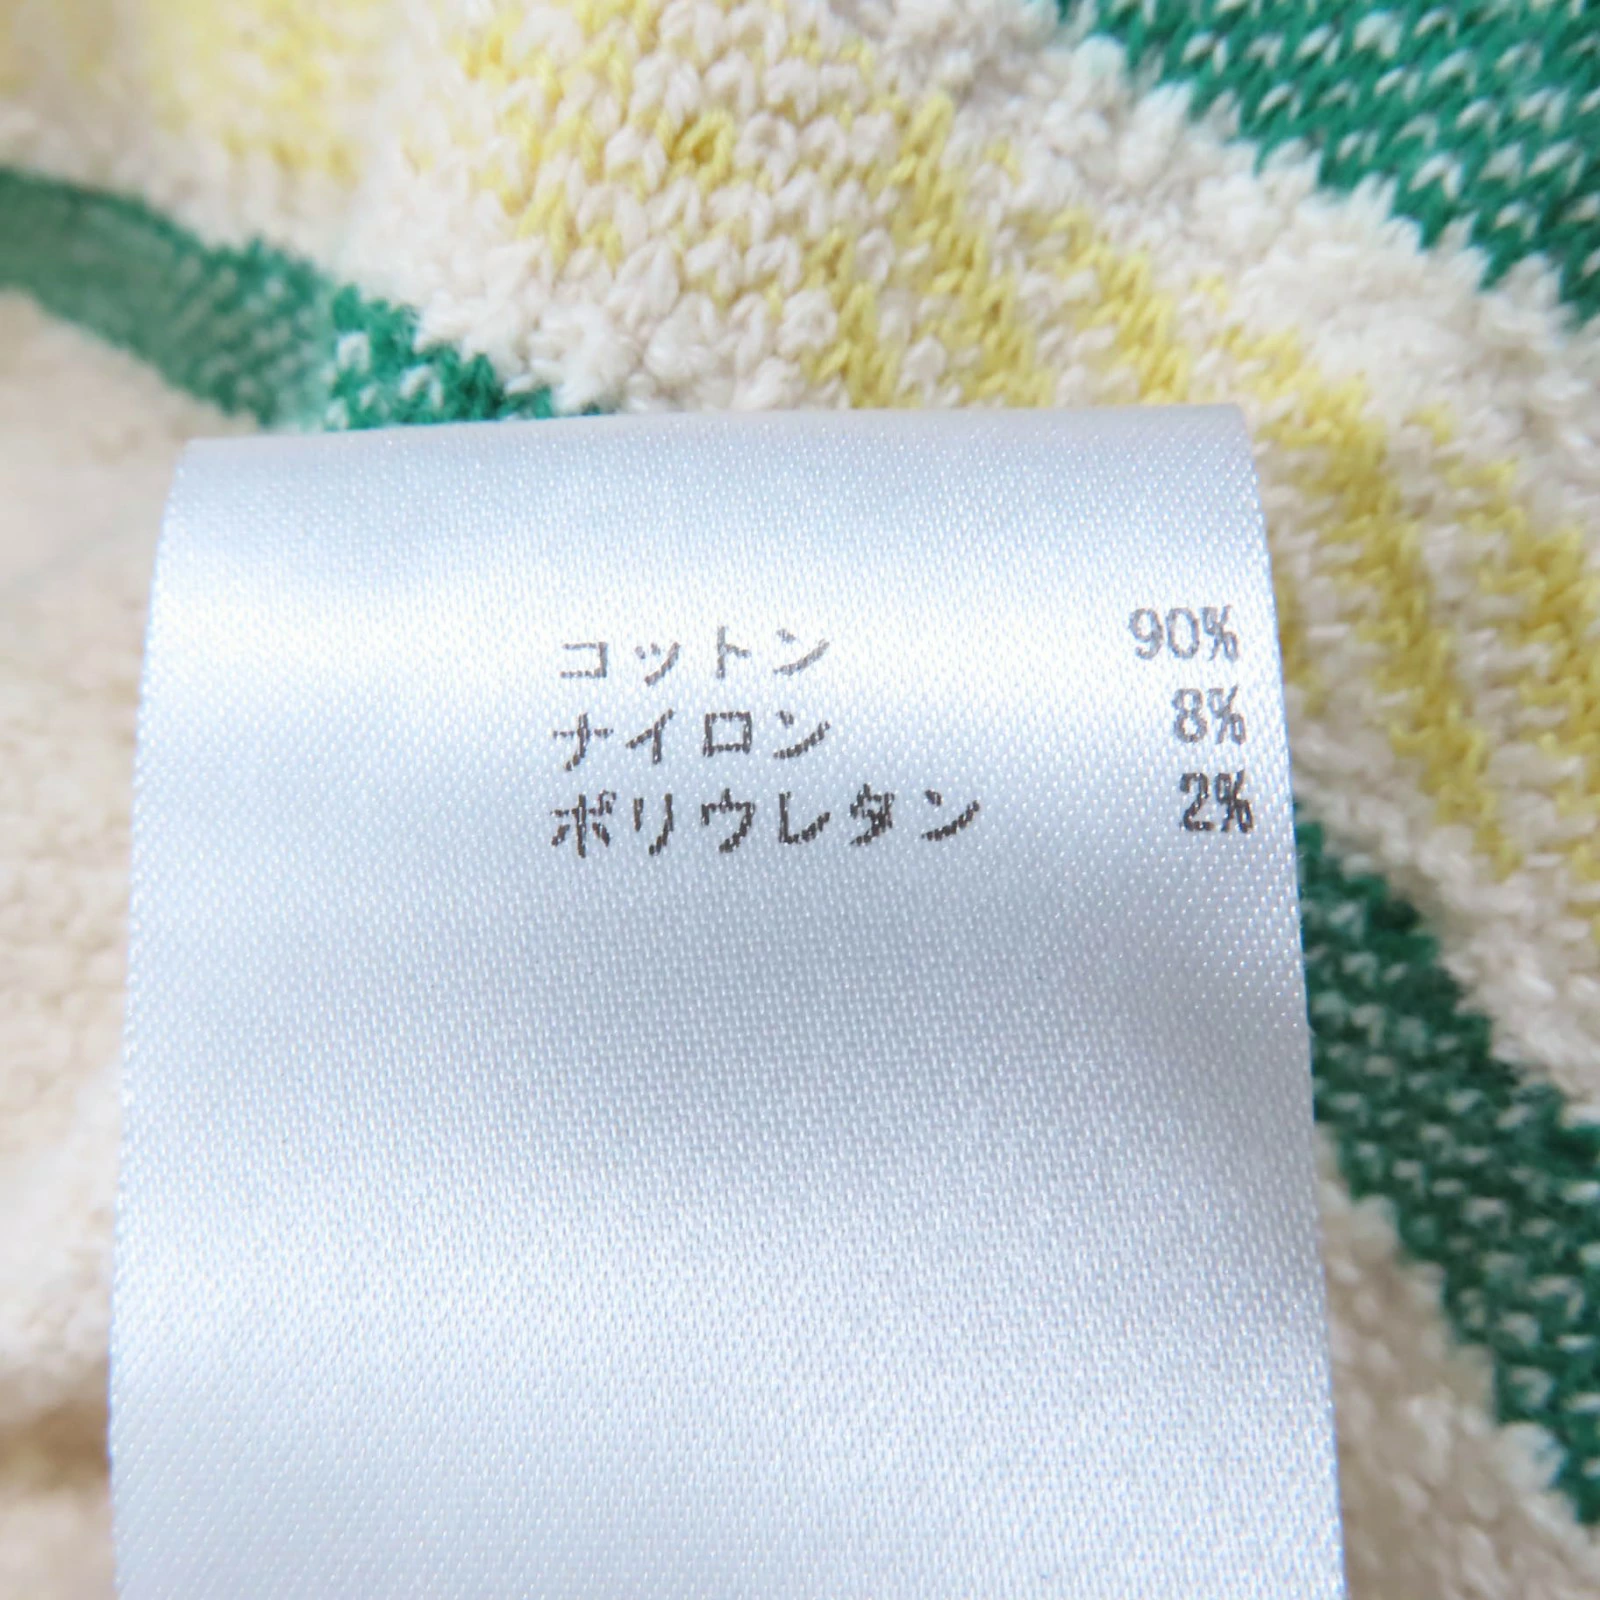 コットン 90%
ナイロン 8%
ポリウレタン 2%